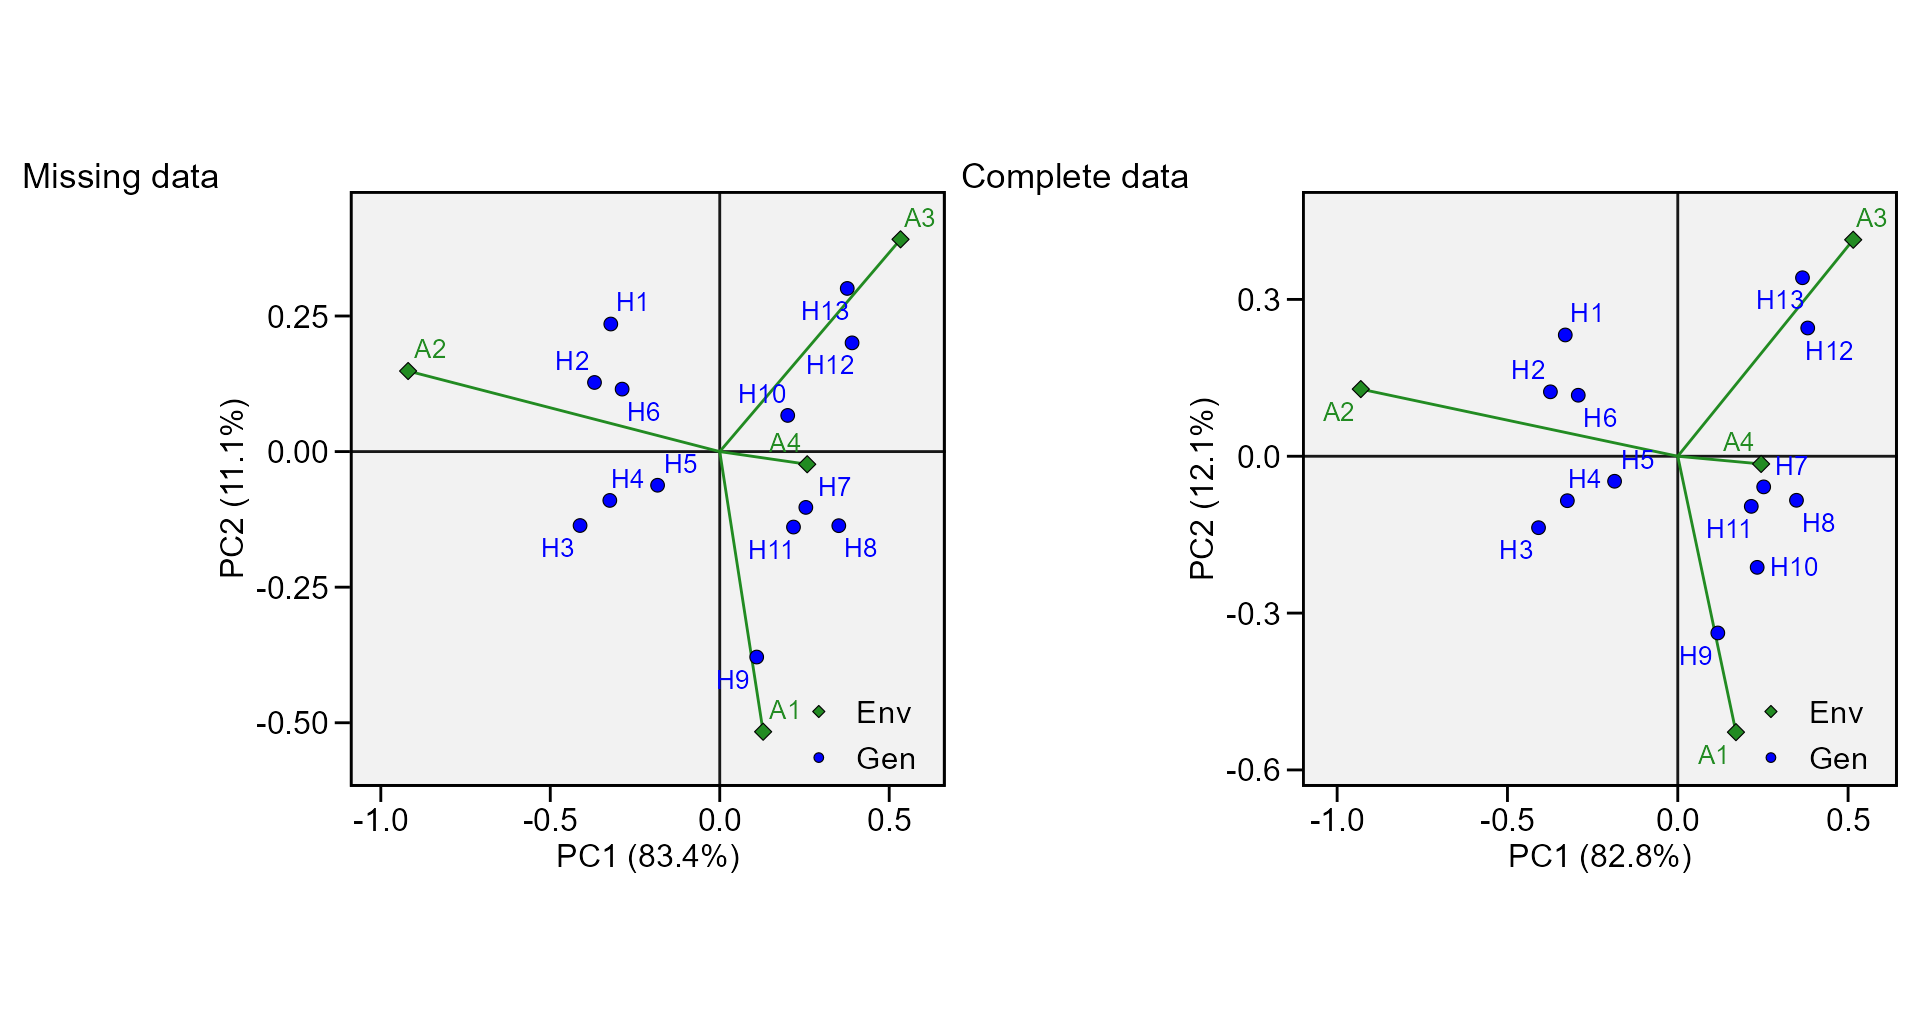 Missing data
A3
H1
H13
0.25
A2
H2
H12
H6
H10
A4
0.00
H5
H4
H7
H3
H11
H8
-0.25
H9
A1
-0.50
Env
Gen
-1.0
-0.5
0.0
0.5
PC1 (83.4%)
PC2 (11.1%)
Complete data
A3
0.3
H13
H1
H12
H2
A2
H6
A4
0.0
H5
H7
H4
H11
H8
H3
H10
-0.3
H9
A1
-0.6
Env
Gen
-1.0
-0.5
0.0
0.5
PC1 (82.8%)
PC2 (12.1%)